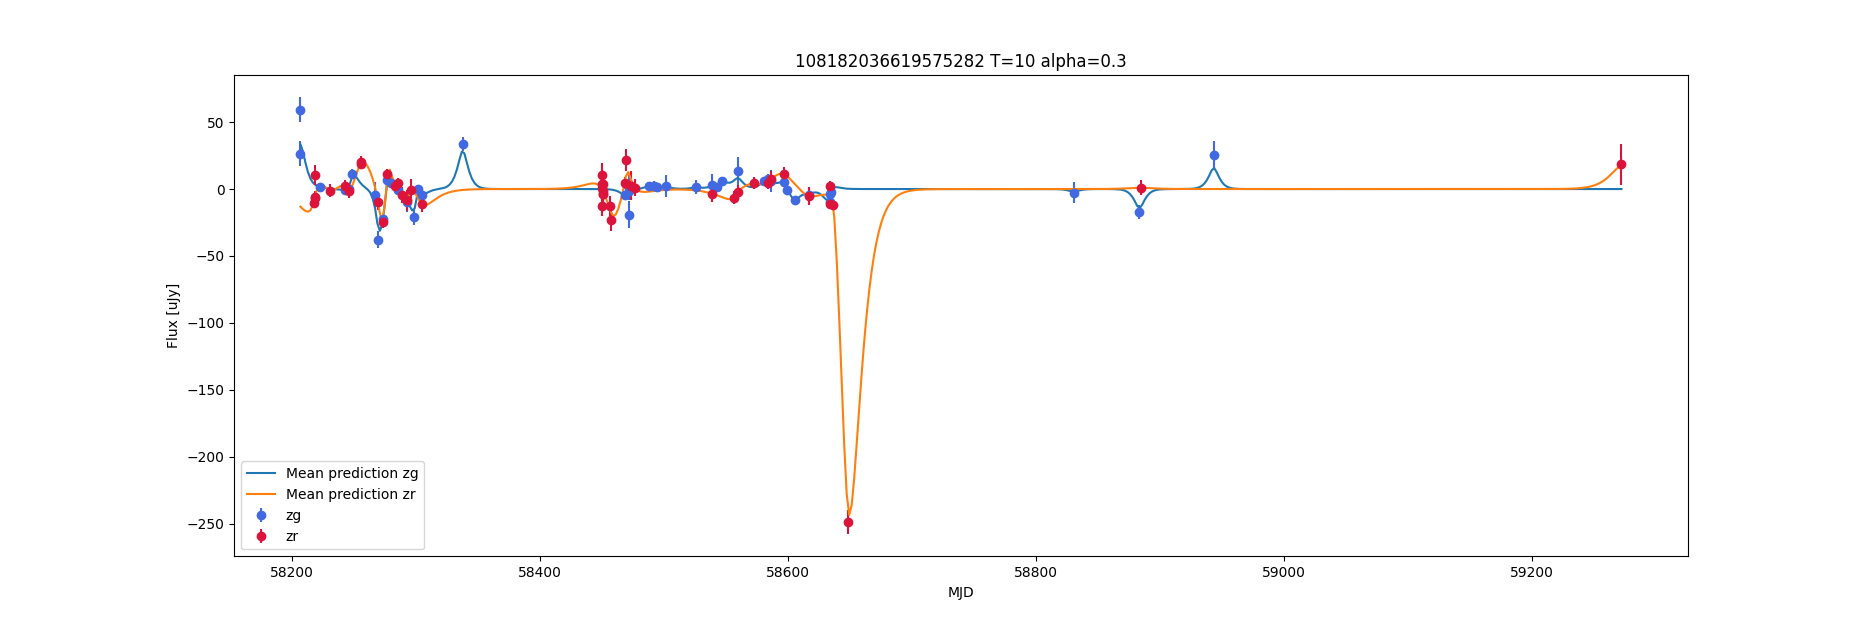 108182036619575282 T=10 alpha=0.3
Flux [uJy]
50
0
−50
−100
−150
−200
−250
Mean prediction zg
Mean prediction zr
zg
zr
58200
58400
58600
58800
59000
59200
MJD